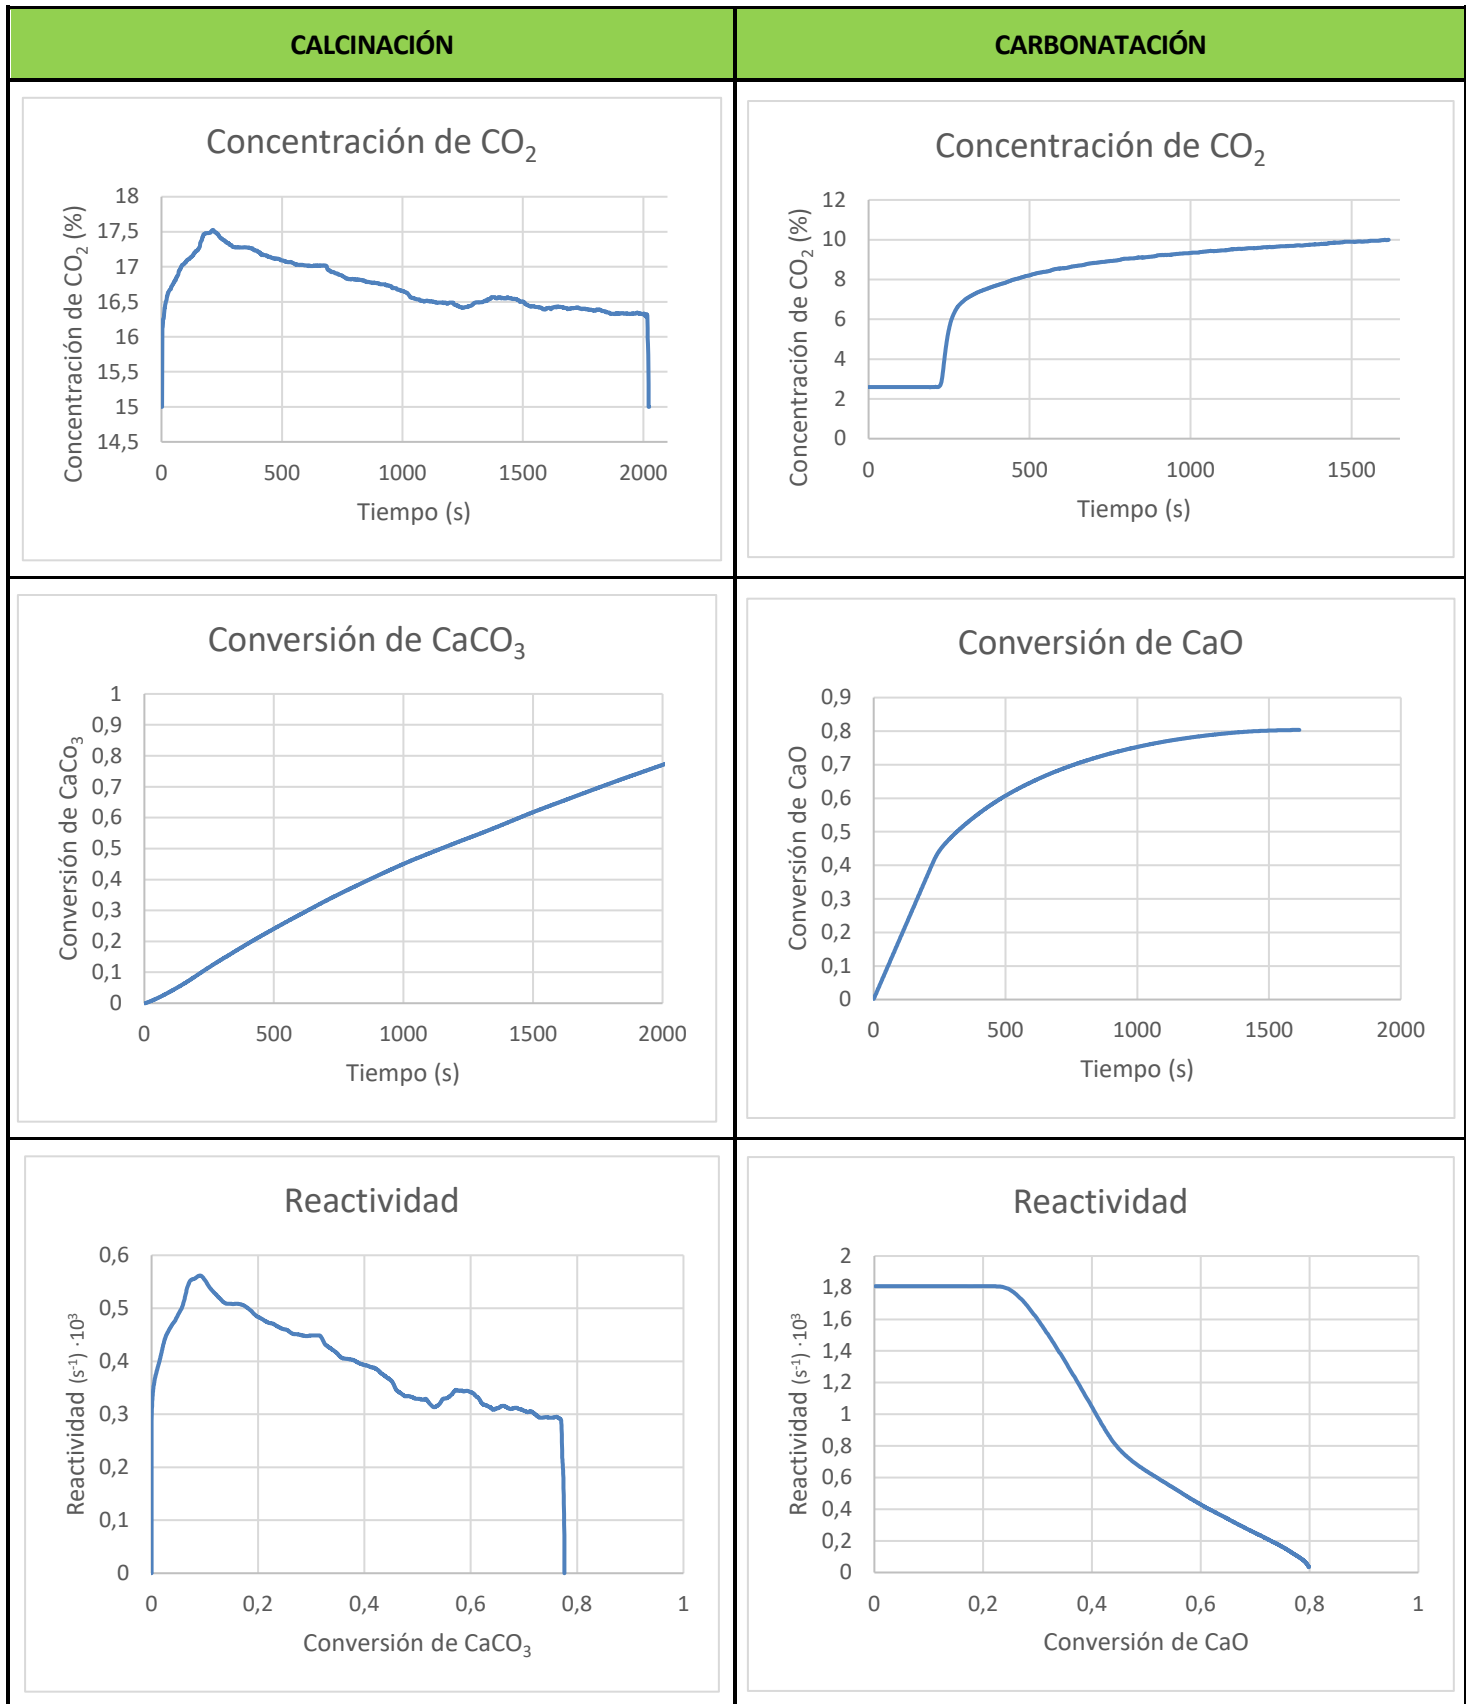 CALCINACIÓN
CARBONATACIÓN
Concentración de CO2
Concentración de CO2 (%)
18
17,5
17
16,5
16
15,5
15
14,5
0 500 1000 1500 2000
Tiempo (s)
Concentración de CO2
Concentración de CO2 (%)
12
10
8
6
4
2
0
0 500 1000 1500
Tiempo (s)
Conversión de CaCO3
Conversión de CaCo3
1
0,9
0,8
0,7
0,6
0,5
0,4
0,3
0,2
0,1
0
0 500 1000 1500 2000
Tiempo (s)
Conversión de CaO
Conversión de CaO
0,9
0,8
0,7
0,6
0,5
0,4
0,3
0,2
0,1
0
0 500 1000 1500 2000
Tiempo (s)
Reactividad
Reactividad (s-1) ·10³
0,6
0,5
0,4
0,3
0,2
0,1
0
0 0,2 0,4 0,6 0,8 1
Conversión de CaCO3
Reactividad
Reactividad (s-1) ·10³
2
1,8
1,6
1,4
1,2
1
0,8
0,6
0,4
0,2
0
0 0,2 0,4 0,6 0,8 1
Conversión de CaO